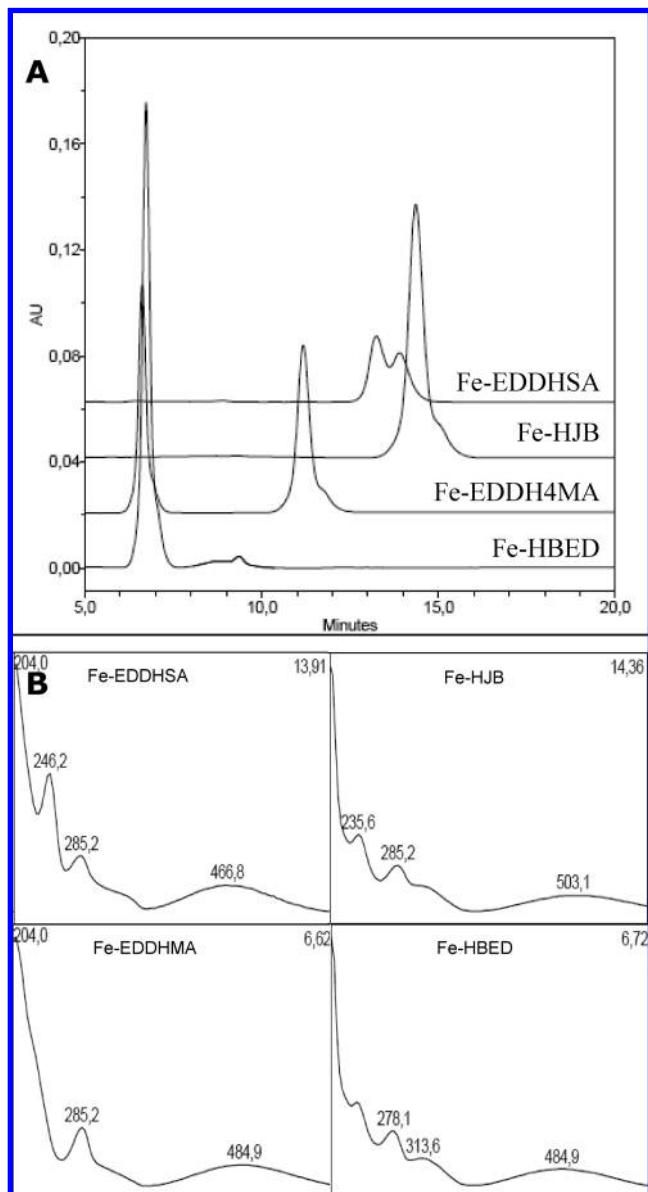 A
0,20
0,16
0,12
0,08
0,04
0,00
AU
Fe-EDDHSA
Fe-HJB
Fe-EDDH4MA
Fe-HBED
5,0 10,0 15,0 20,0
Minutes
B
204,0 Fe-EDDHSA 13,91
246,2
285,2
466,8
Fe-HJB 14,36
235,6
285,2
503,1
204,0 Fe-EDDHMA 6,62
285,2
484,9
Fe-HBED 6,72
278,1
313,6
484,9